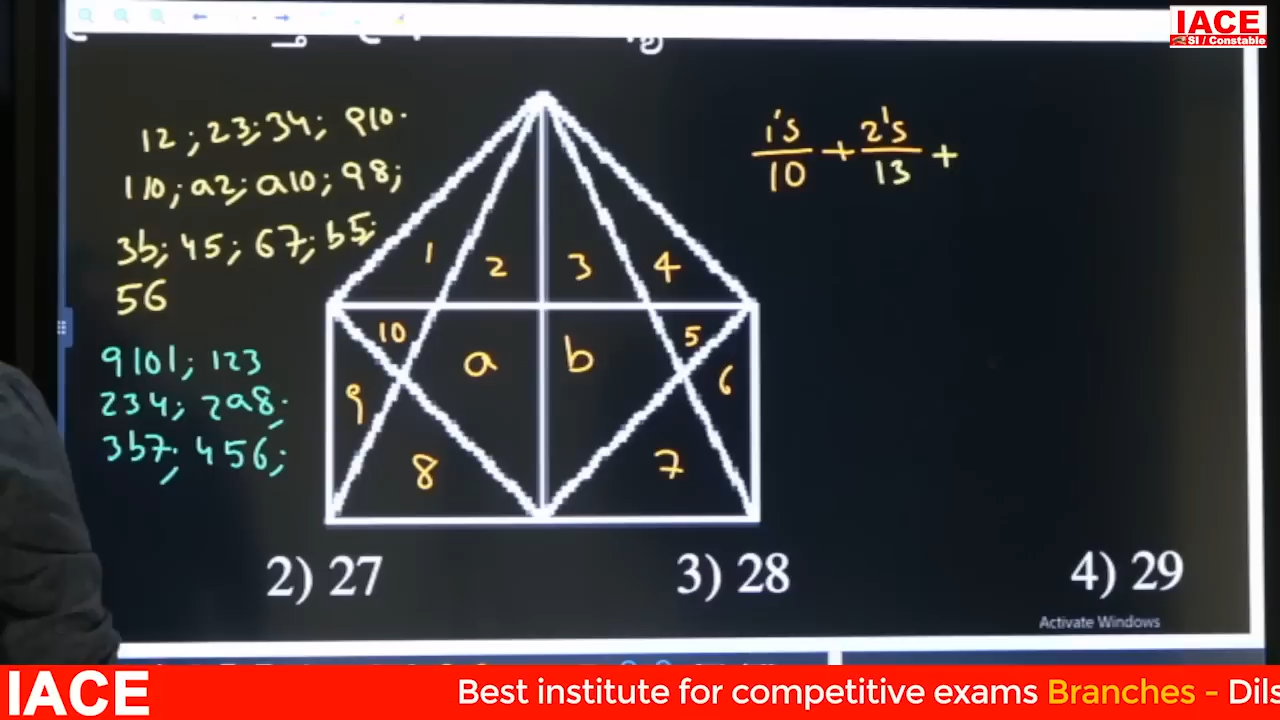 IACE
SI / Constable
12 ; 23; 34; 910.
110; a2; a10; 98;
3b; 45; 67; b5;
56
9101; 123
234; 2a8;
3b7; 456;
1's/10 + 2's/13 +
1
2
3
4
10
a
b
5
9
6
8
7
2) 27
3) 28
4) 29
Activate Windows
IACE
Best institute for competitive exams Branches - Dils